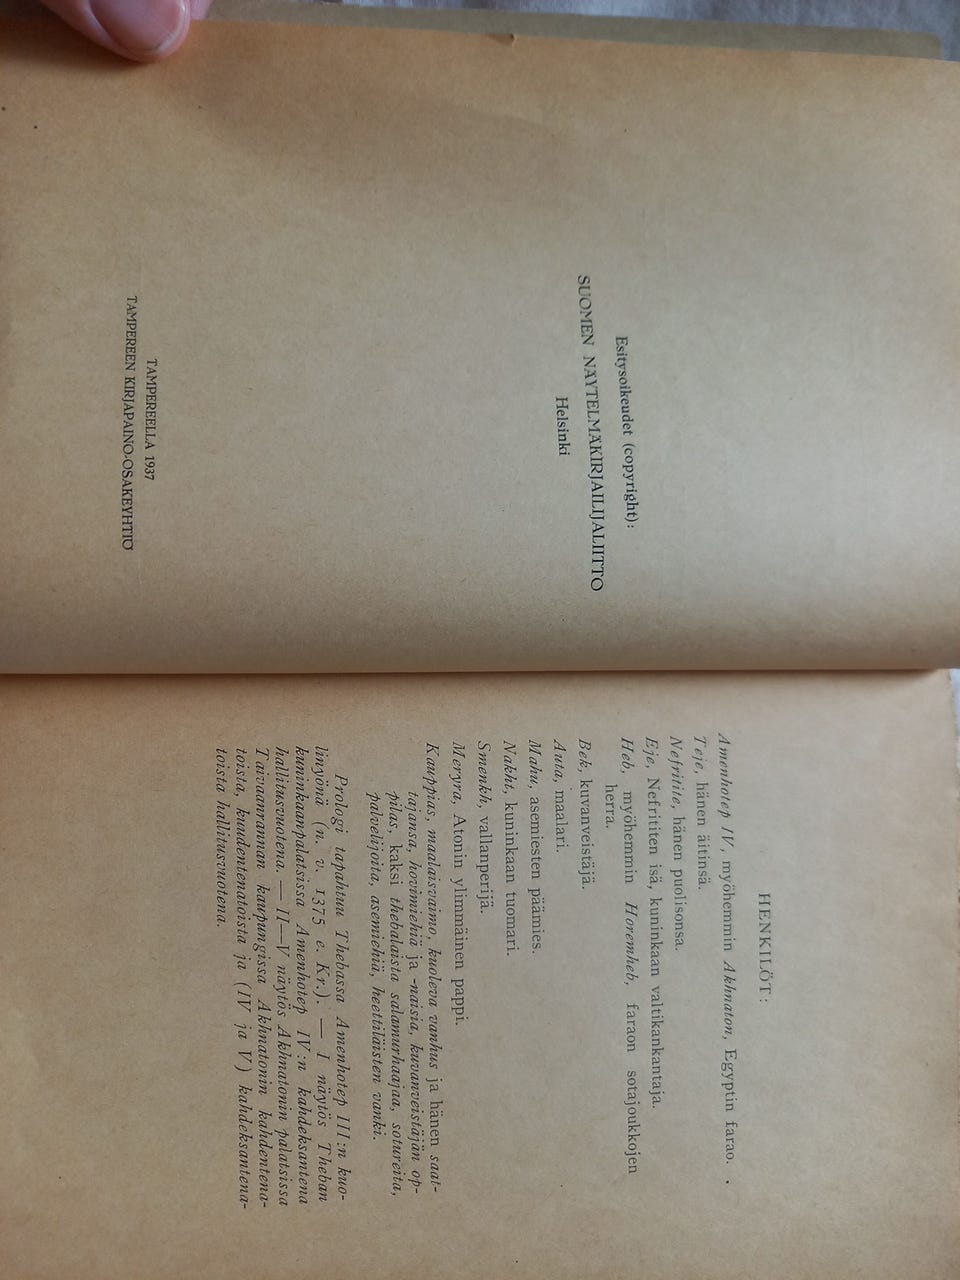 Esitysoikeudet (copyright):
SUOMEN NÄYTELMÄKIRJAILIJALIITTO
Helsinki
TAMPEREELLA 1937
TAMPEREEN KIRJAPAINO-OSAKEYHTIÖ
HENKILÖT:
Amenhotep IV, myöhemmin Akhnaton, Egyptin farao.
Teje, hänen äitinsä.
Nefritite, hänen puolisonsa.
Eje, Nefrititen isä, kuninkaan valtikankantaja.
Heb, myöhemmin Horemheb, faraon sotajoukkojen
herra.
Bek, kuvanveistäjä.
Auta, maalari.
Mahu, asemiesten päämies.
Nakht, kuninkaan tuomari.
Smenkh, vallanperijä.
Meryra, Atonin ylimmäinen pappi.
Kauppias, maalaisvaimo, kuoleva vanhus ja hänen saat-
tajansa, hovimiehiä ja -naisia, kuvanveistäjän op-
pilas, kaksi thebalaista salamurhaajaa, sotureita,
palvelijoita, asemiehiä, heettiläisten vanki.
Prologi tapahtuu Thebassa Amenhotep III:n kuo-
linyönä (n. v. 1375 e. Kr.). — I näytös Theban
kuninkaanpalatsissa Amenhotep IV:n kahdeksantena
hallitusvuotena. — II—V näytös Akhnatonin palatsissa
Taivaanrannan kaupungissa Akhnatonin kahdentena-
toista, kuudentenatoista ja (IV ja V) kahdeksantena-
toista hallitusvuotena.